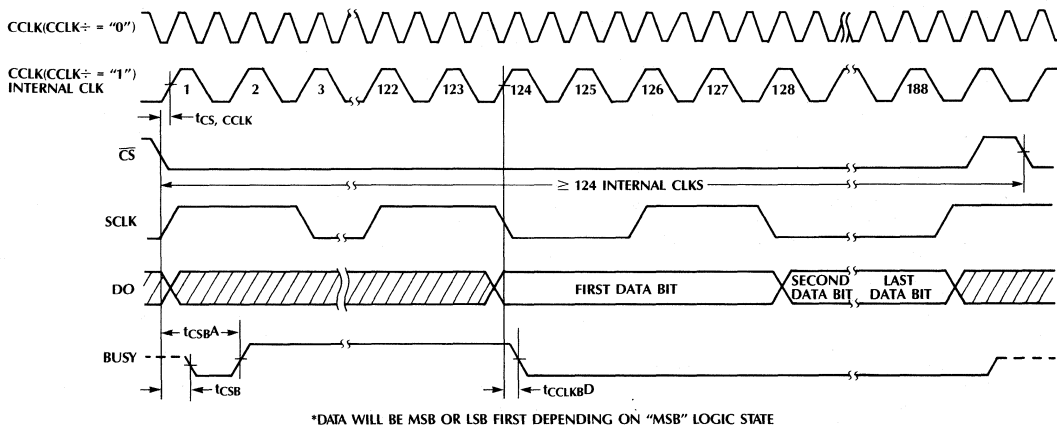 CCLK(CCLK÷ = “0”)
CCLK(CCLK÷ = “1”)
INTERNAL CLK
1 2 3 122 123 124 125 126 127 128 188
tCS, CCLK
CS
≥ 124 INTERNAL CLKS
SCLK
DO
FIRST DATA BIT
SECOND DATA BIT
LAST DATA BIT
tCSBA
BUSY
tCSB
tCCLKBD
*DATA WILL BE MSB OR LSB FIRST DEPENDING ON “MSB” LOGIC STATE